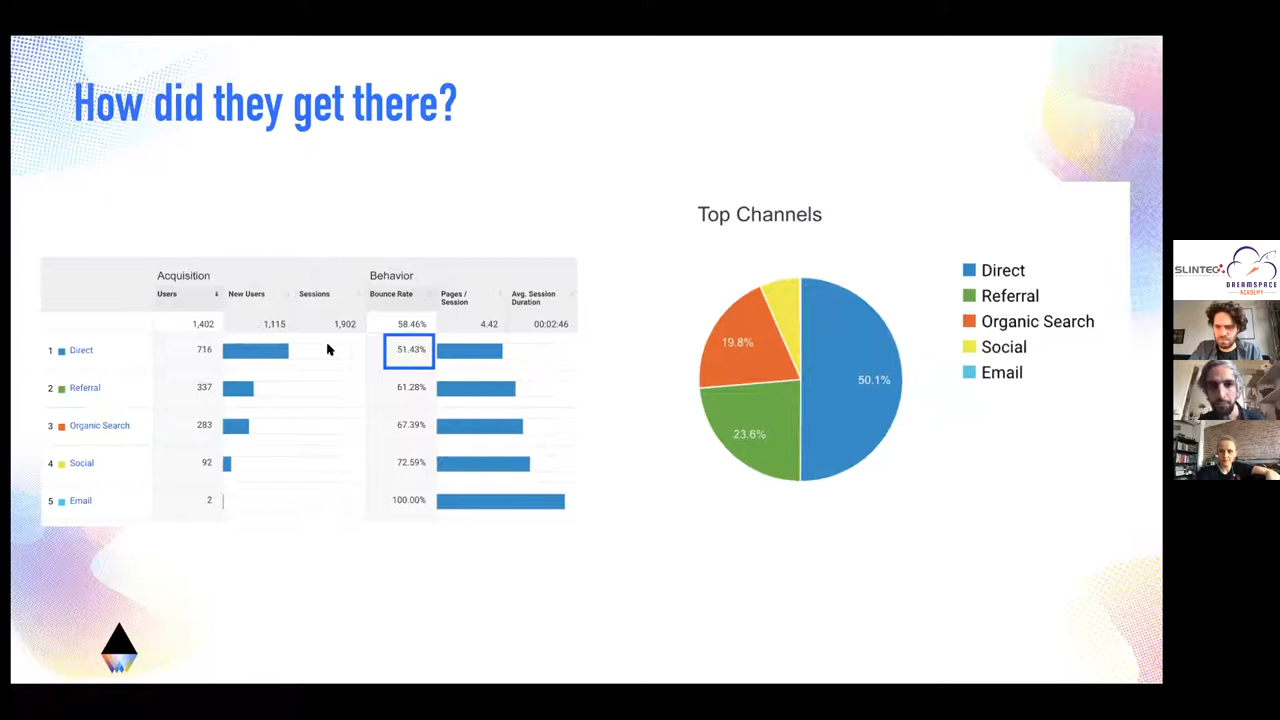 How did they get there?
Acquisition Behavior
Users New Users Sessions Bounce Rate Pages / Session Avg. Session Duration
1,402 1,115 1,902 58.46% 4.42 00:02:46
1 Direct 716 51.43%
2 Referral 337 61.28%
3 Organic Search 283 67.39%
4 Social 92 72.59%
5 Email 2 100.00%
Top Channels
50.1%
23.6%
19.8%
Direct
Referral
Organic Search
Social
Email
SLINTEC
DREAMSPACE
ACADEMY